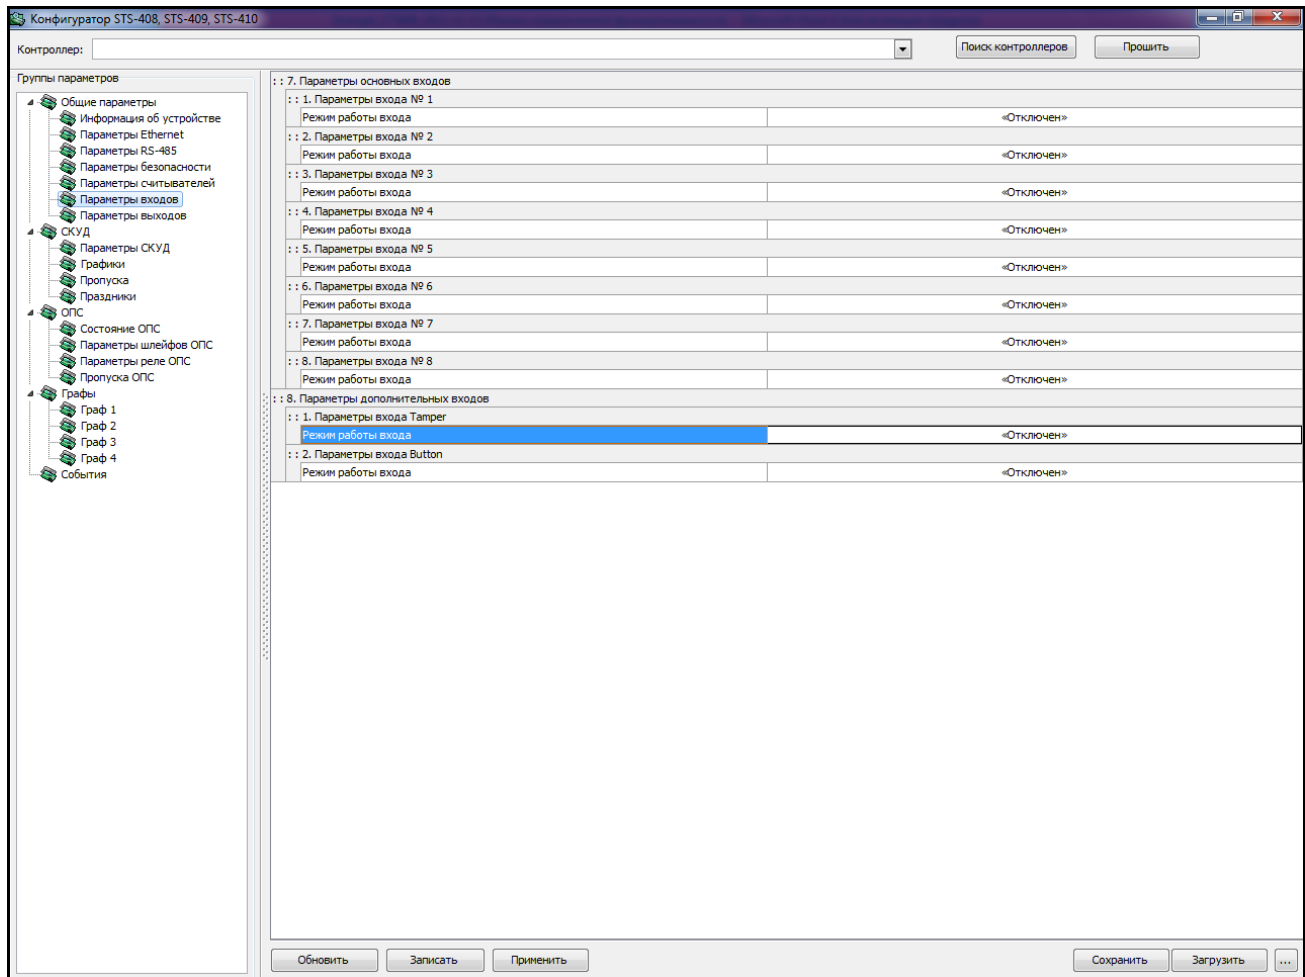 Конфигуратор STS-408, STS-409, STS-410
Контроллер:
Поиск контроллеров
Прошить
Группы параметров
Общие параметры
Информация об устройстве
Параметры Ethernet
Параметры RS-485
Параметры безопасности
Параметры считывателей
Параметры входов
Параметры выходов
СКУД
Параметры СКУД
Графики
Пропуска
Праздники
ОПС
Состояние ОПС
Параметры шлейфов ОПС
Параметры реле ОПС
Пропуска ОПС
Графы
Граф 1
Граф 2
Граф 3
Граф 4
События
: : 7. Параметры основных входов
: : 1. Параметры входа № 1
Режим работы входа «Отключен»
: : 2. Параметры входа № 2
Режим работы входа «Отключен»
: : 3. Параметры входа № 3
Режим работы входа «Отключен»
: : 4. Параметры входа № 4
Режим работы входа «Отключен»
: : 5. Параметры входа № 5
Режим работы входа «Отключен»
: : 6. Параметры входа № 6
Режим работы входа «Отключен»
: : 7. Параметры входа № 7
Режим работы входа «Отключен»
: : 8. Параметры входа № 8
Режим работы входа «Отключен»
: : 8. Параметры дополнительных входов
: : 1. Параметры входа Tamper
Режим работы входа «Отключен»
: : 2. Параметры входа Button
Режим работы входа «Отключен»
Обновить
Записать
Применить
Сохранить
Загрузить
...